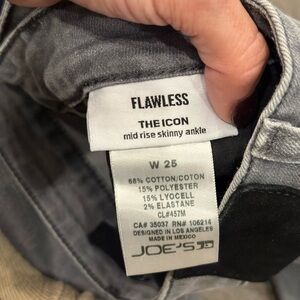 FLAWLESS
THE ICON
mid rise skinny ankle
W 25
68% COTTON/COTON
15% POLYESTER
15% LYOCELL
2% ELASTANE
CL#457M
CA# 35037 RN# 106214
DESIGNED IN LOS ANGELES
MADE IN MEXICO
JOE'S